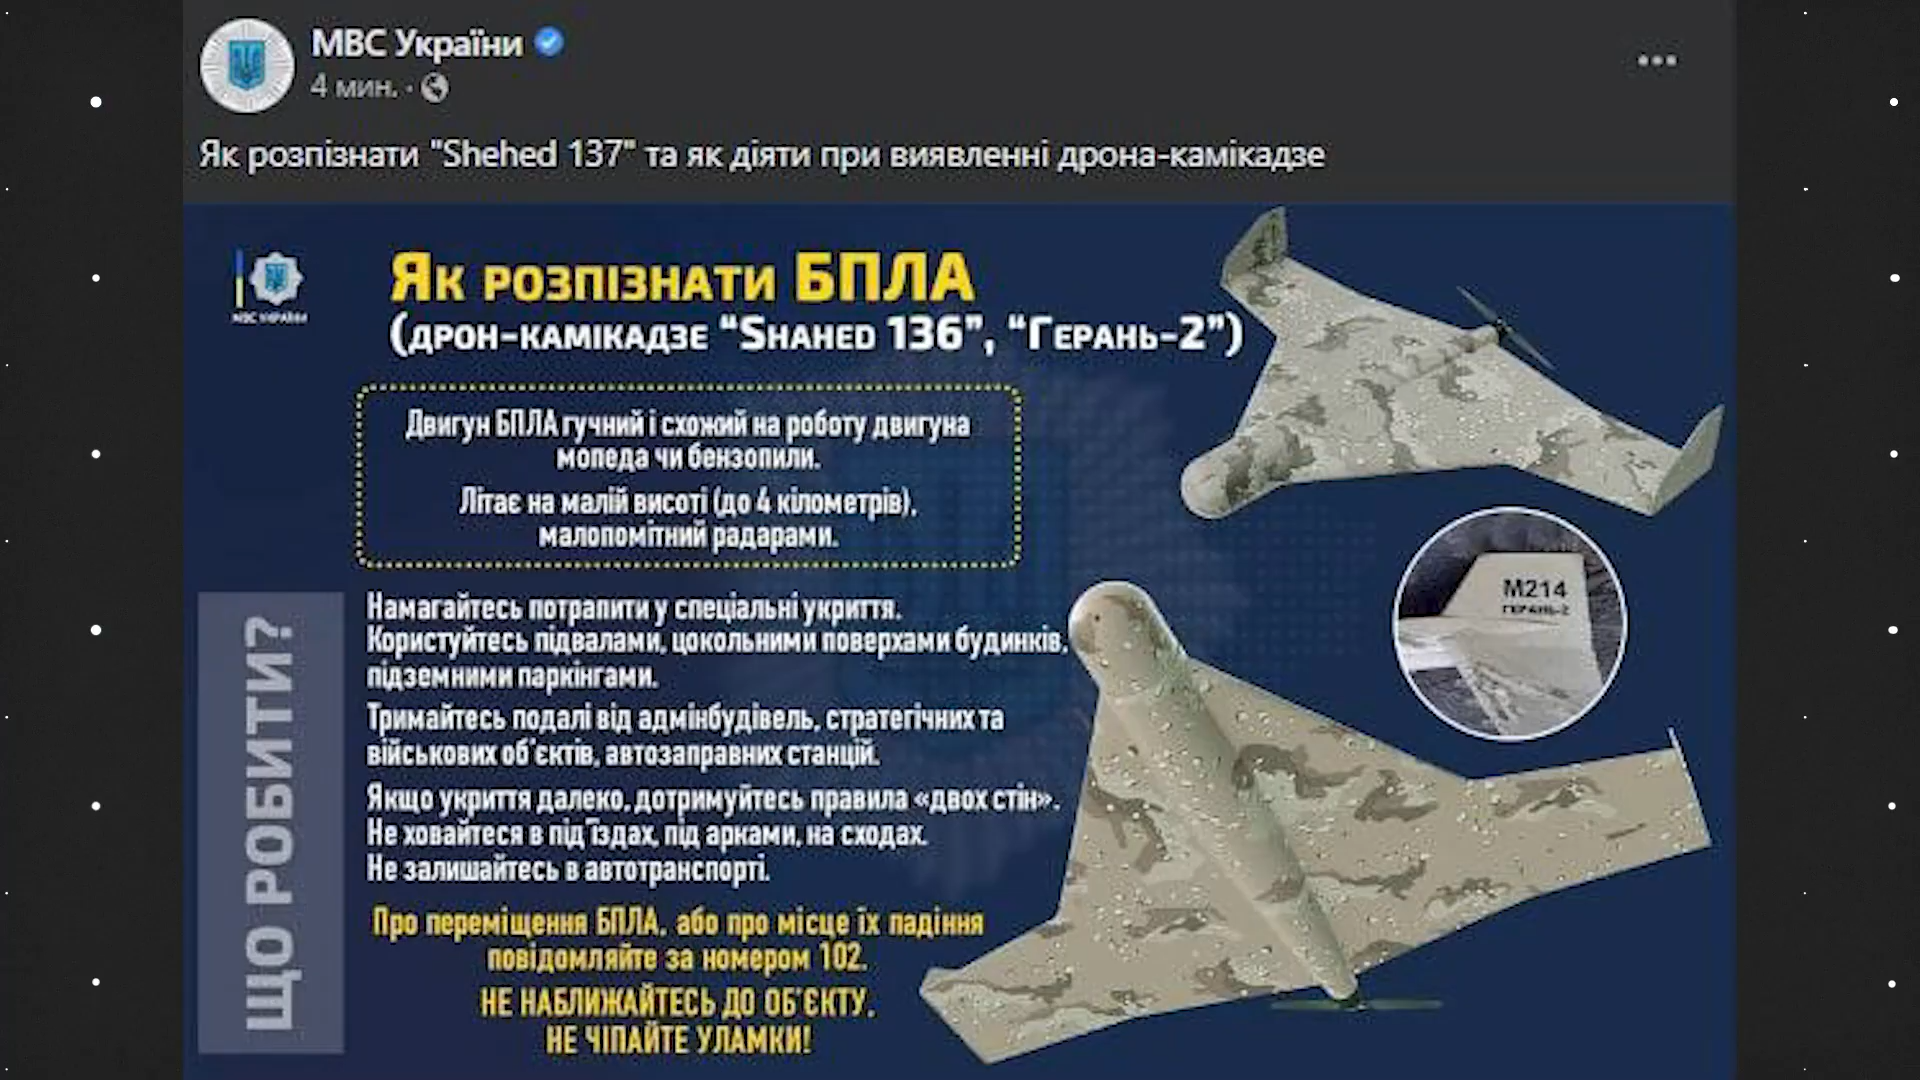 МВС України
4 мин.
Як розпізнати "Shehed 137" та як діяти при виявленні дрона-камікадзе
МВС УКРАЇНИ
Як розпізнати БПЛА
(дрон-камікадзе “Shahed 136”, “Герань-2”)
Двигун БПЛА гучний і схожий на роботу двигуна
мопеда чи бензопили.
Літає на малій висоті (до 4 кілометрів),
малопомітний радарами.
М214
ГЕРАНЬ-2
ЩО РОБИТИ?
Намагайтесь потрапити у спеціальні укриття.
Користуйтесь підвалами, цокольними поверхами будинків,
підземними паркінгами.
Тримайтесь подалі від адмінбудівель, стратегічних та
військових об'єктів, автозаправних станцій.
Якщо укриття далеко, дотримуйтесь правила «двох стін».
Не ховайтеся в під'їздах, під арками, на сходах.
Не залишайтесь в автотранспорті.
Про переміщення БПЛА, або про місце їх падіння
повідомляйте за номером 102.
НЕ НАБЛИЖАЙТЕСЬ ДО ОБ'ЄКТУ.
НЕ ЧІПАЙТЕ УЛАМКИ!